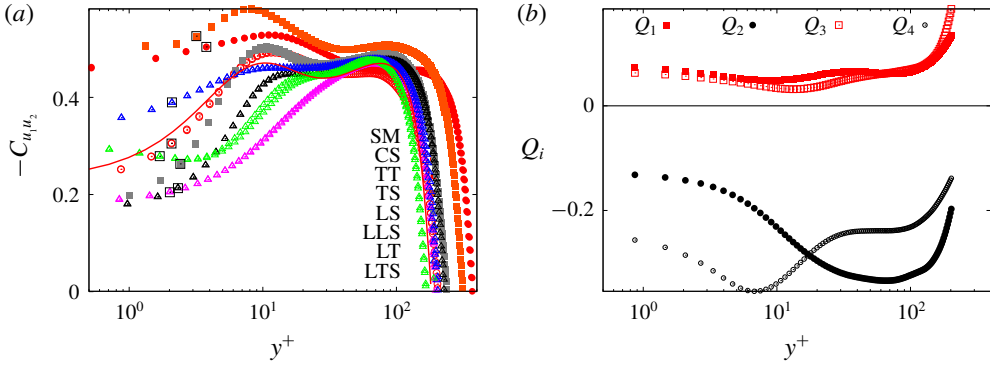 (a)
−C_{u_1u_2}
0.4
0.2
0
10^0
10^1
10^2
y^+
SM
CS
TT
TS
LS
LLS
LT
LTS
(b)
Q_1
Q_2
Q_3
Q_4
0
Q_i
−0.2
10^0
10^1
10^2
y^+